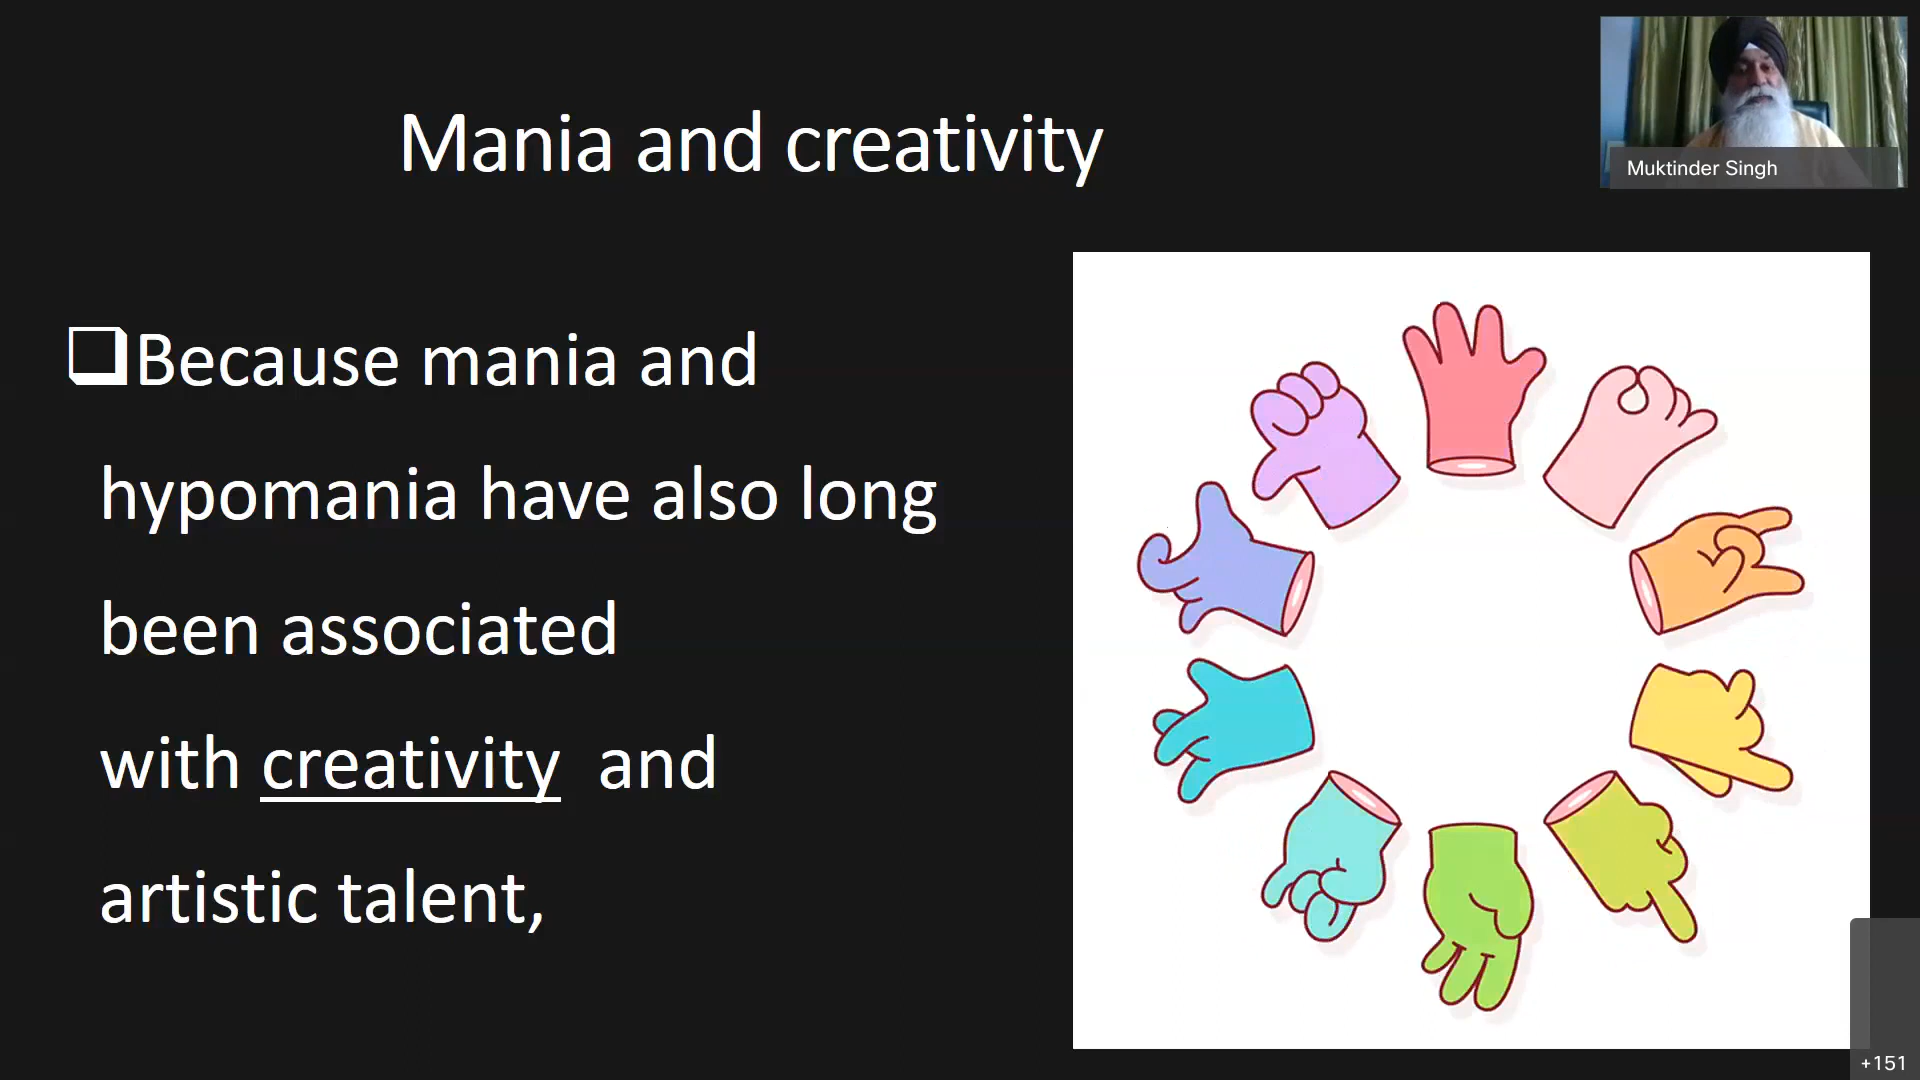 Mania and creativity
Muktinder Singh
Because mania and
hypomania have also long
been associated
with creativity and
artistic talent,
+151